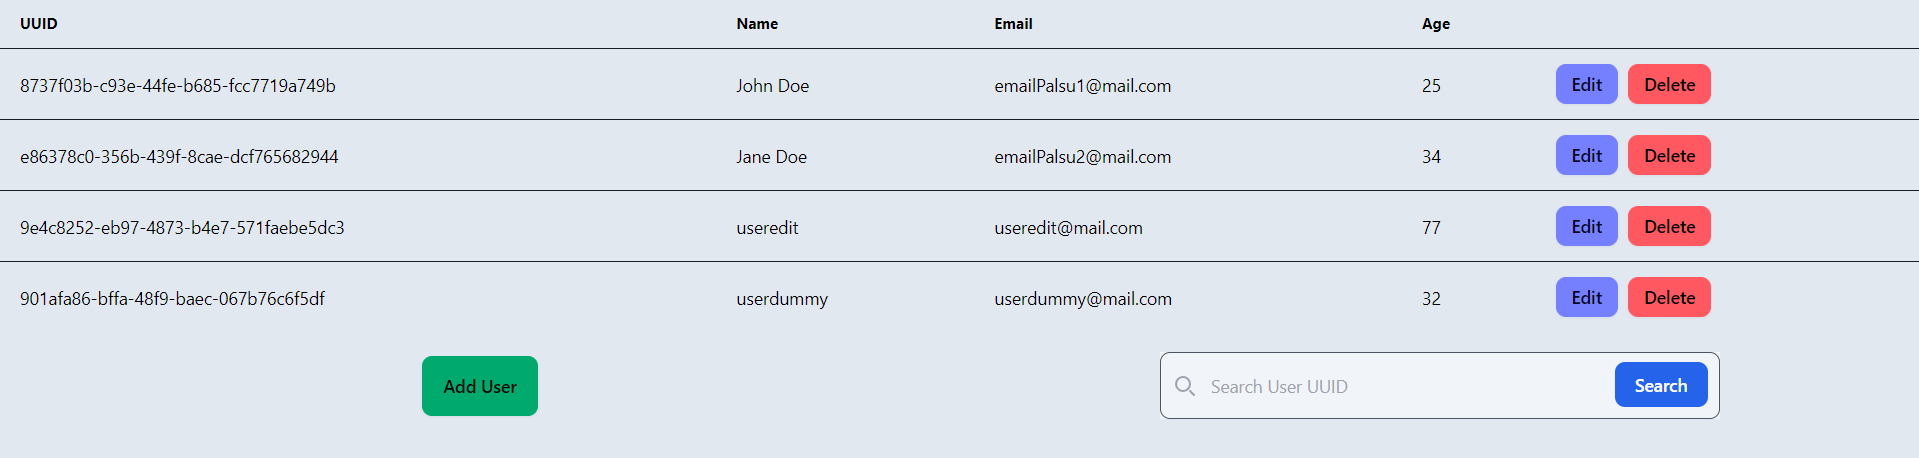 UUID Name Email Age
8737f03b-c93e-44fe-b685-fcc7719a749b John Doe emailPalsu1@mail.com 25 Edit Delete
e86378c0-356b-439f-8cae-dcf765682944 Jane Doe emailPalsu2@mail.com 34 Edit Delete
9e4c8252-eb97-4873-b4e7-571faebe5dc3 useredit useredit@mail.com 77 Edit Delete
901afa86-bffa-48f9-baec-067b76c6f5df userdummy userdummy@mail.com 32 Edit Delete
Add User Search User UUID Search